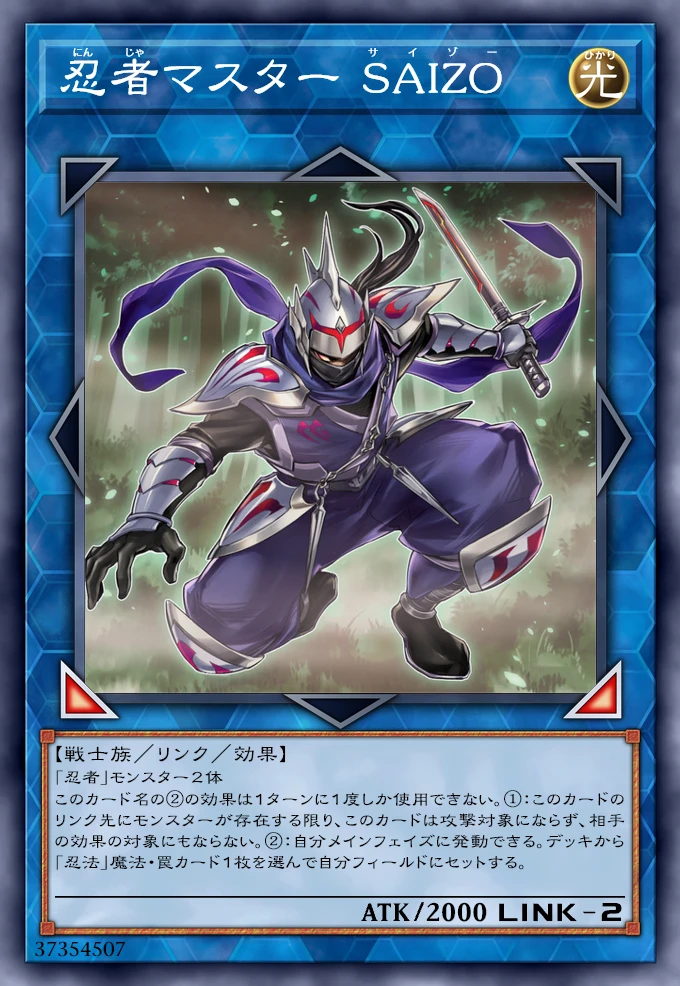 にん じゃ サイゾー
忍者マスター SAIZO
ひかり
光
【戦士族／リンク／効果】
「忍者」モンスター２体
このカード名の②の効果は１ターンに１度しか使用できない。①：このカードの
リンク先にモンスターが存在する限り、このカードは攻撃対象にならず、相手
の効果の対象にもならない。②：自分メインフェイズに発動できる。デッキから
「忍法」魔法・罠カード１枚を選んで自分フィールドにセットする。
ATK/2000 LINK-2
37354507